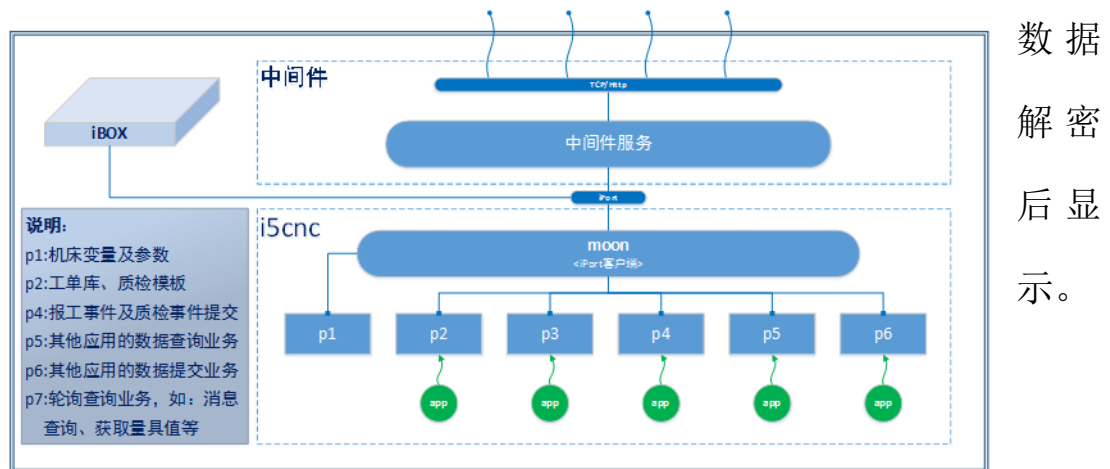 数据
解密
后显
示。
中间件
TCP/Http
中间件服务
iBOX
iPort
说明:
p1:机床变量及参数
p2:工单库、质检模板
p4:报工事件及质检事件提交
p5:其他应用的数据查询业务
p6:其他应用的数据提交业务
p7:轮询查询业务，如：消息
查询、获取量具值等
i5cnc
moon
<iPort客户端>
p1 p2 p3 p4 p5 p6
app app app app app